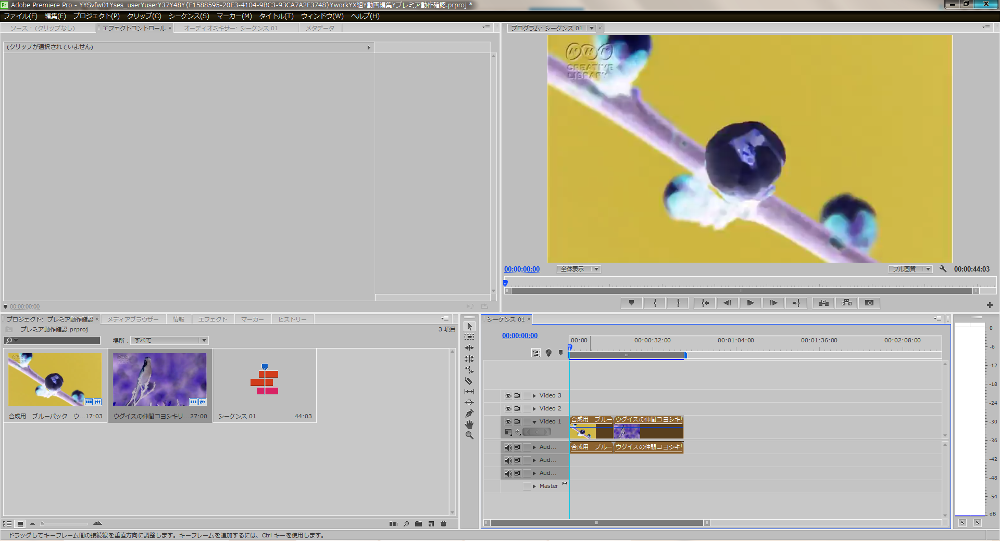 Pr Adobe Premiere Pro - ¥¥Svfw01¥ses_user¥user¥37¥48¥{F1588595-20E3-4104-9BC3-93CA7A2F3748}¥work¥X組¥動画編集¥プレミア動作確認.prproj *
ファイル(F) 編集(E) プロジェクト(P) クリップ(C) シーケンス(S) マーカー(M) タイトル(T) ウィンドウ(W) ヘルプ(H)
ソース : (クリップなし) エフェクトコントロール × オーディオミキサー: シーケンス 01 メタデータ
(クリップが選択されていません)
00:00:00:00
プログラム: シーケンス 01 ×
NHK
CREATIVE
LIBRARY
00:00:00:00 全体表示 フル画質 00:00:44:03
プロジェクト: プレミア動作確認 × メディアブラウザー 情報 エフェクト マーカー ヒストリー
プレミア動作確認.prproj 3 項目
場所 : すべて
合成用 ブルーバック ウ...17:03
ウグイスの仲間コヨシキリ...27:00
シーケンス 01 44:03
シーケンス 01 ×
00:00:00:00
00:00 00:00:32:00 00:01:04:00 00:01:36:00 00:02:08:00
Video 3
Video 2
Video 1 合成用 ブルー ウグイスの仲間コヨシキリ
Aud... 合成用 ブルー ウグイスの仲間コヨシキリ
Aud...
Aud...
Master
0
-6
-12
-18
-24
-30
-36
-42
-48
-54
dB
S S
ドラッグしてキーフレーム間の接続線を垂直方向に調整します。キーフレームを追加するには、Ctrl キーを使用します。